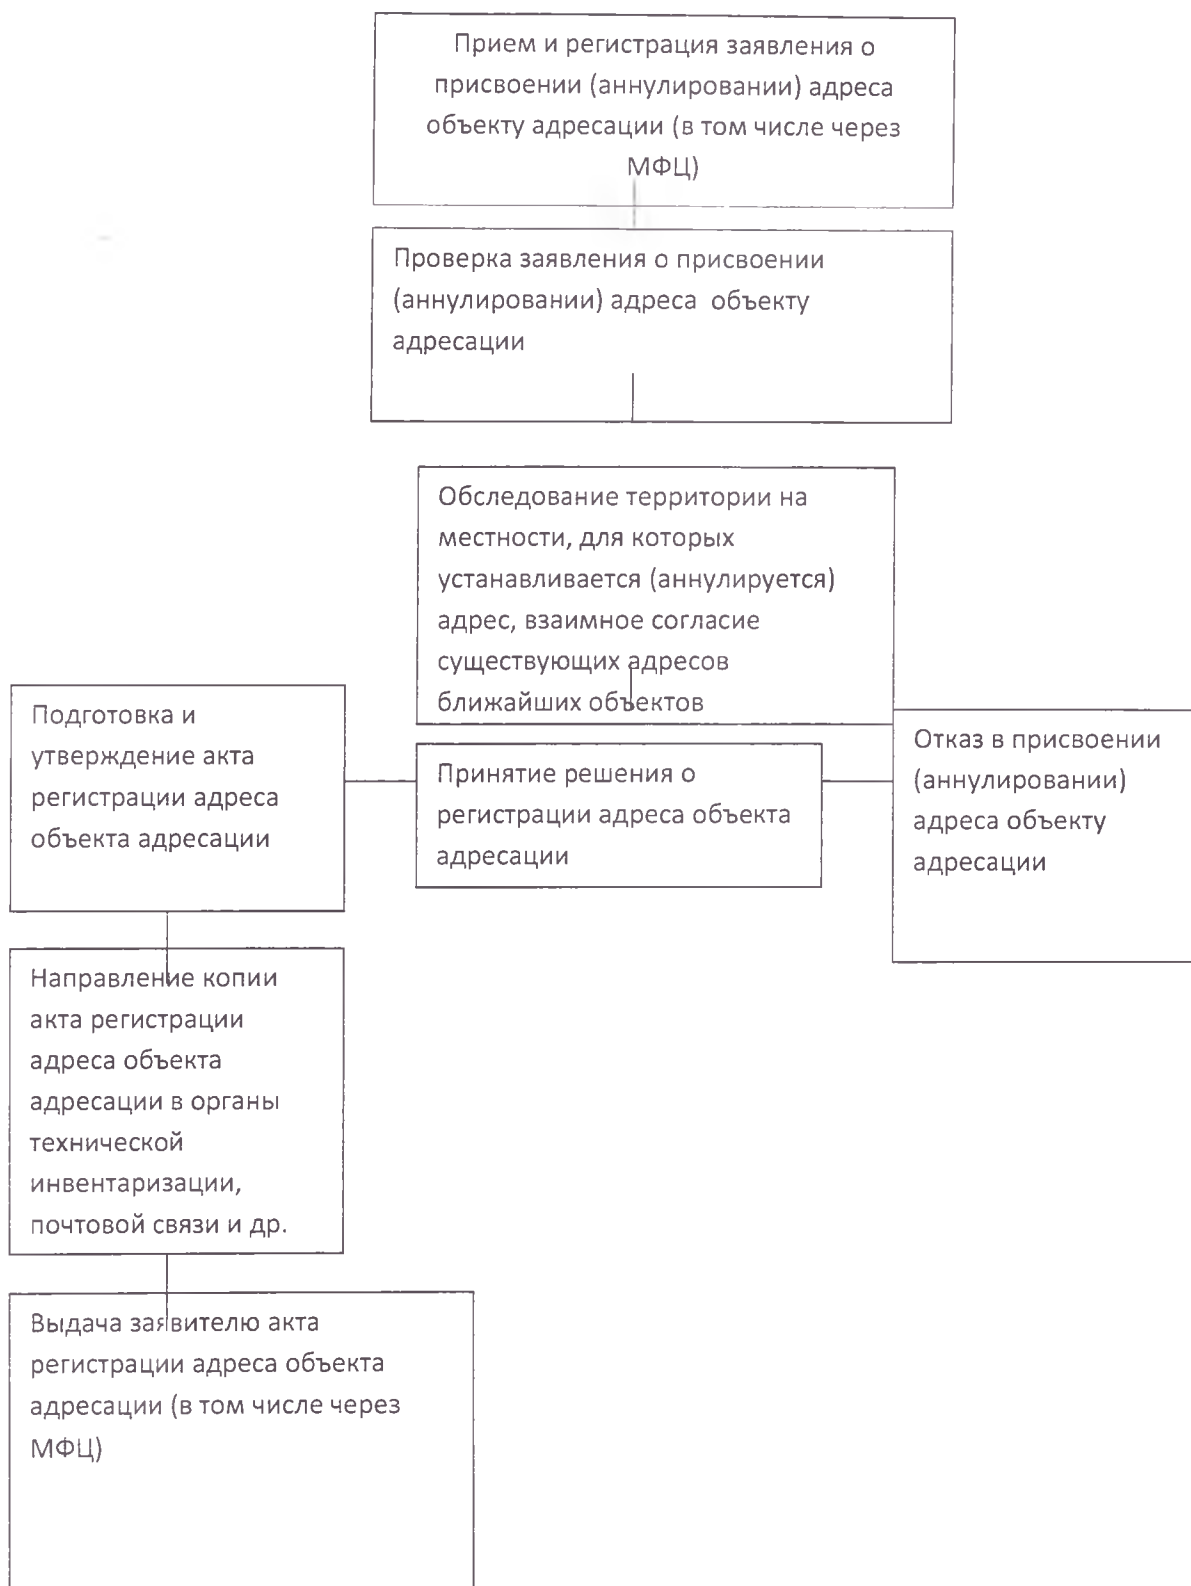 Прием и регистрация заявления о
присвоении (аннулировании) адреса
объекту адресации (в том числе через
МФЦ)
Проверка заявления о присвоении
(аннулировании) адреса объекту
адресации
Обследование территории на
местности, для которых
устанавливается (аннулируется)
адрес, взаимное согласие
существующих адресов
ближайших объектов
Подготовка и
утверждение акта
регистрации адреса
объекта адресации
Принятие решения о
регистрации адреса объекта
адресации
Отказ в присвоении
(аннулировании)
адреса объекту
адресации
Направление копии
акта регистрации
адреса объекта
адресации в органы
технической
инвентаризации,
почтовой связи и др.
Выдача заявителю акта
регистрации адреса объекта
адресации (в том числе через
МФЦ)